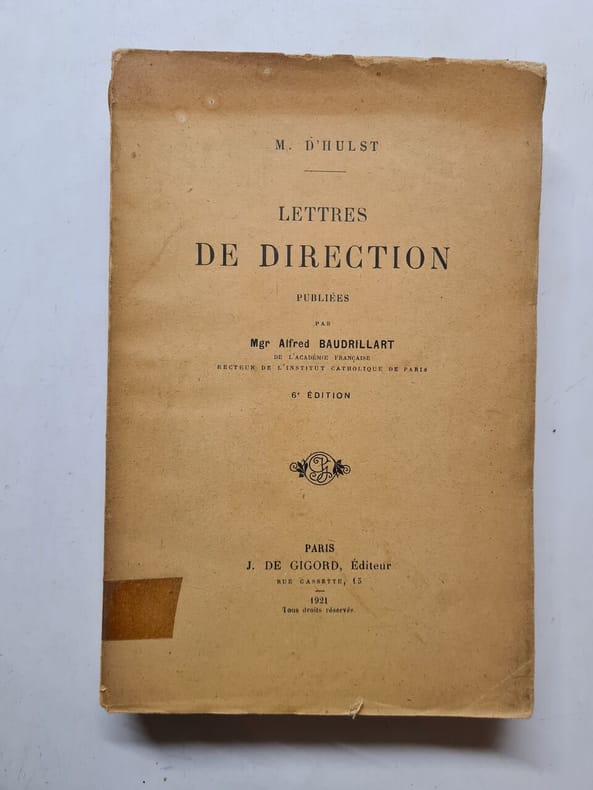 M. D'HULST
LETTRES
DE DIRECTION
PUBLIÉES
PAR
Mgr Alfred BAUDRILLART
DE L'ACADÉMIE FRANÇAISE
RECTEUR DE L'INSTITUT CATHOLIQUE DE PARIS
6e ÉDITION
PARIS
J. DE GIGORD, Éditeur
RUE CASSETTE, 15
1921
Tous droits réservés